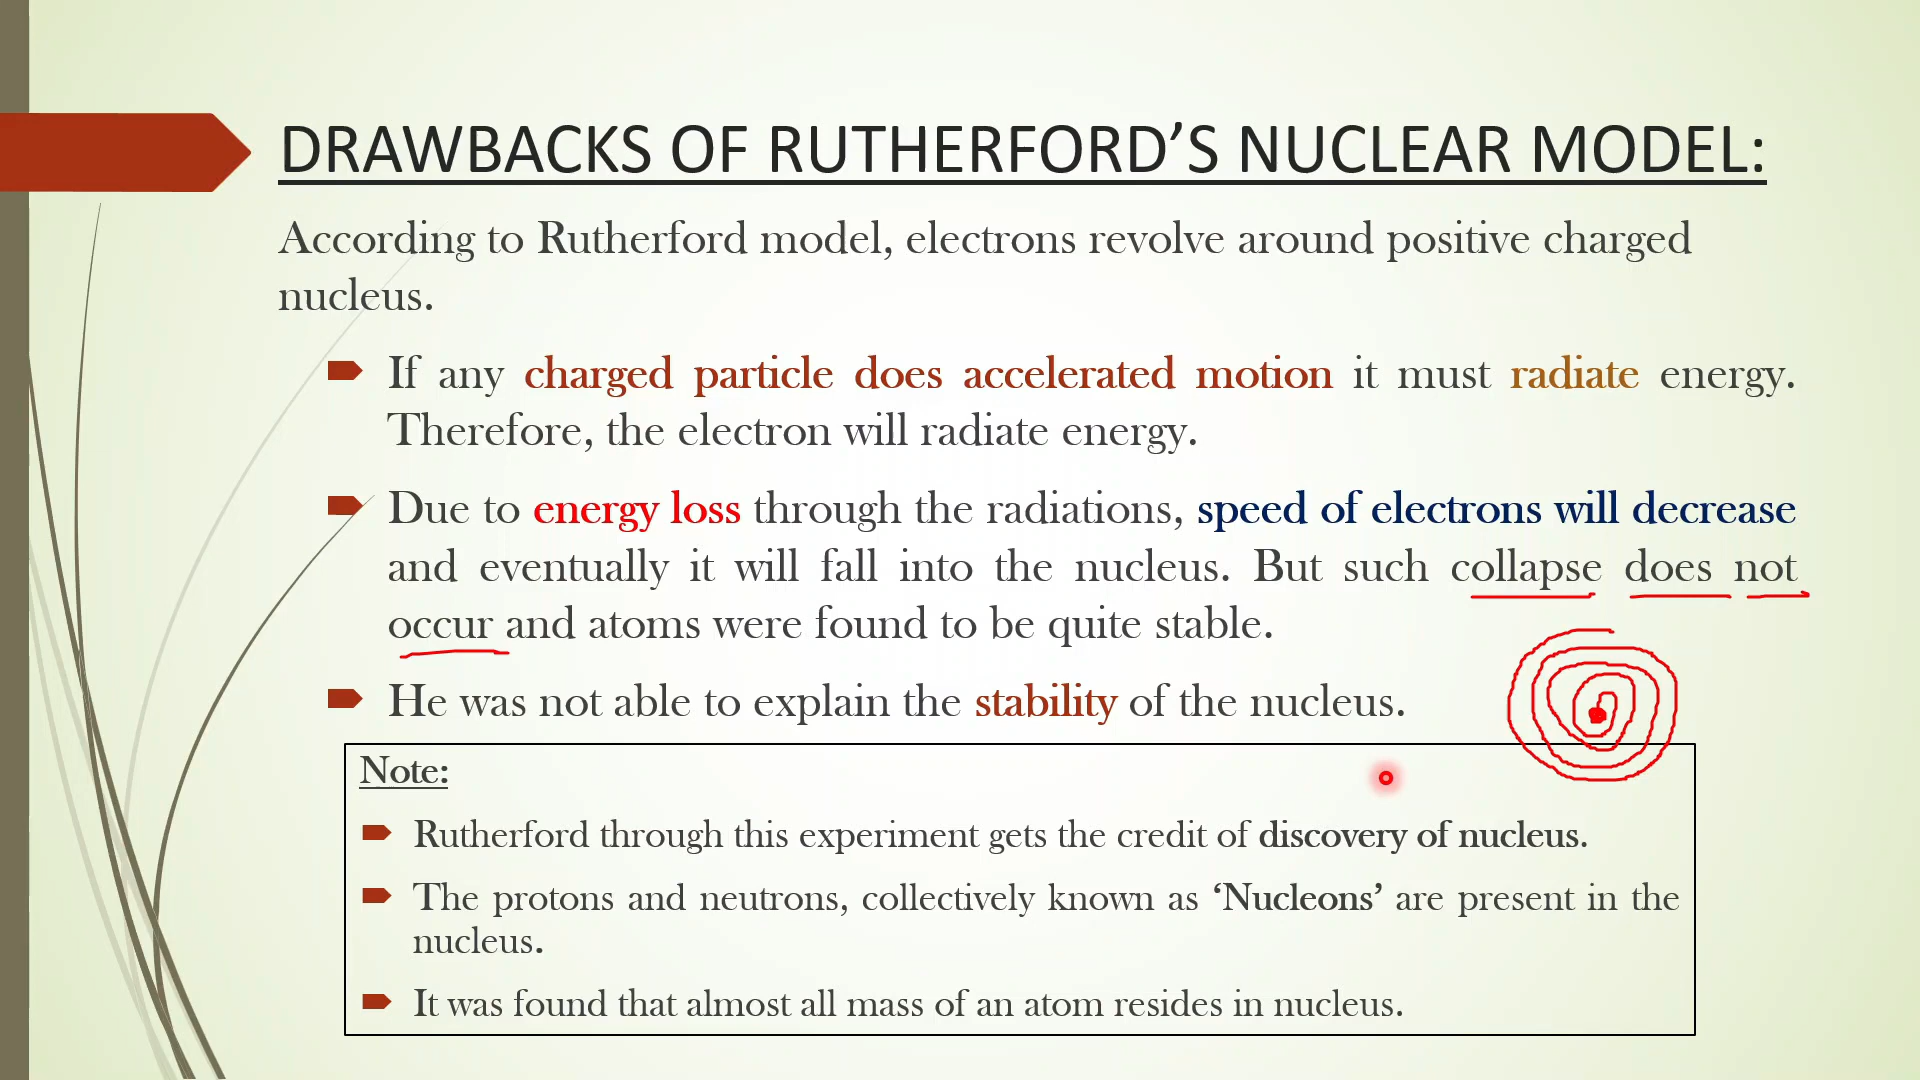 DRAWBACKS OF RUTHERFORD’S NUCLEAR MODEL:
According to Rutherford model, electrons revolve around positive charged
nucleus.
If any charged particle does accelerated motion it must radiate energy.
Therefore, the electron will radiate energy.
Due to energy loss through the radiations, speed of electrons will decrease
and eventually it will fall into the nucleus. But such collapse does not
occur and atoms were found to be quite stable.
He was not able to explain the stability of the nucleus.
Note:
Rutherford through this experiment gets the credit of discovery of nucleus.
The protons and neutrons, collectively known as ‘Nucleons’ are present in the
nucleus.
It was found that almost all mass of an atom resides in nucleus.